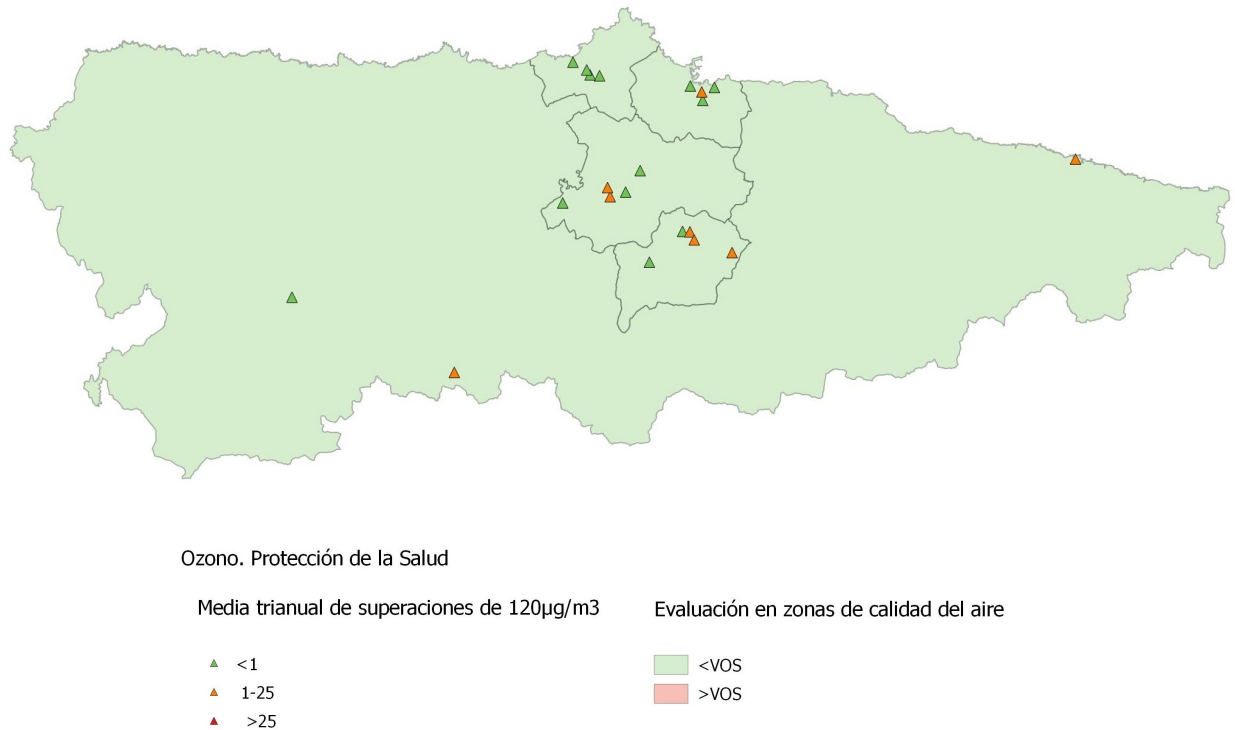 Ozono. Protección de la Salud
Media trianual de superaciones de 120µg/m3
<1
1-25
>25
Evaluación en zonas de calidad del aire
<VOS
>VOS